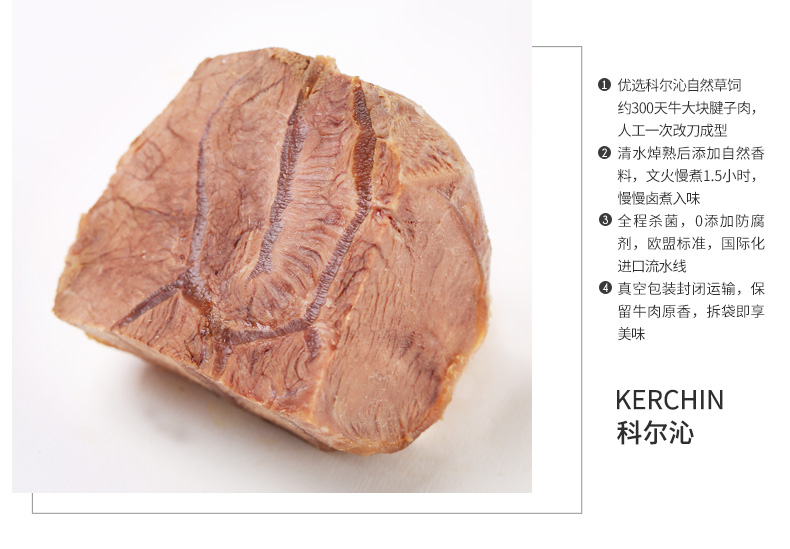 ❶ 优选科尔沁自然草饲
约300天牛大块腱子肉，
人工一次改刀成型
❷ 清水焯熟后添加自然香
料，文火慢煮1.5小时，
慢慢卤煮入味
❸ 全程杀菌，0添加防腐
剂，欧盟标准，国际化
进口流水线
❹ 真空包装封闭运输，保
留牛肉原香，拆袋即享
美味
KERCHIN
科尔沁